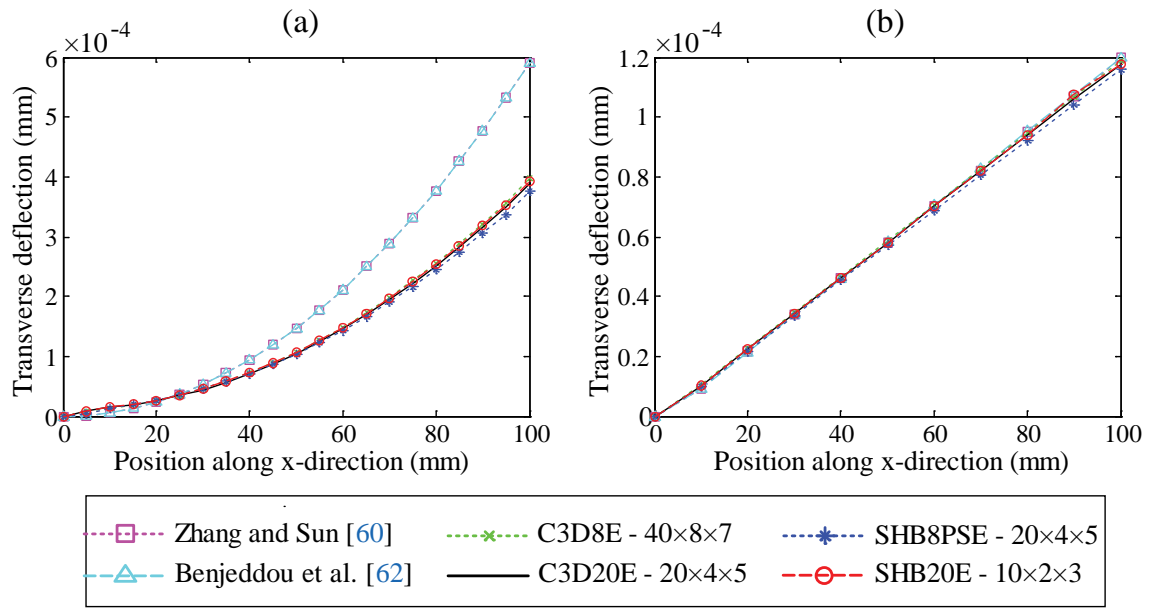 (a)
(b)
×10-4
×10-4
6
4
2
0
0
20
40
60
80
100
Transverse deflection (mm)
Position along x-direction (mm)
1.2
1
0.8
0.6
0.4
0.2
0
0
20
40
60
80
100
Transverse deflection (mm)
Position along x-direction (mm)
Zhang and Sun [60]
C3D8E - 40×8×7
SHB8PSE - 20×4×5
Benjeddou et al. [62]
C3D20E - 20×4×5
SHB20E - 10×2×3